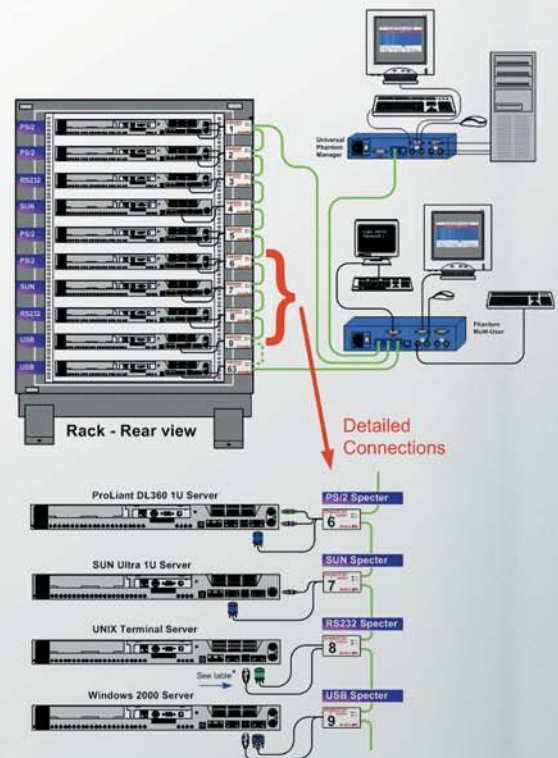 PS/2
1
PS/2
2
RS232
3
SUN
4
PS/2
5
PS/2
6
SUN
7
RS232
8
USB
9
USB
63
Rack - Rear view
Universal
Phantom
Manager
Phantom
Multi-User
Detailed
Connections
ProLiant DL360 1U Server
PS/2 Specter
6
SUN Ultra 1U Server
SUN Specter
7
UNIX Terminal Server
RS232 Specter
8
See table*
Windows 2000 Server
USB Specter
9